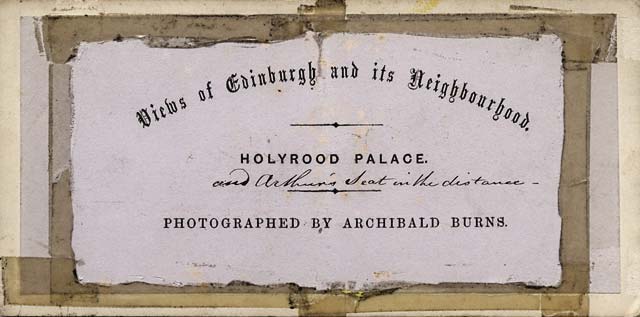 Views of Edinburgh and its Neighbourhood.
HOLYROOD PALACE.
and Arthur's Seat in the distance –
PHOTOGRAPHED BY ARCHIBALD BURNS.